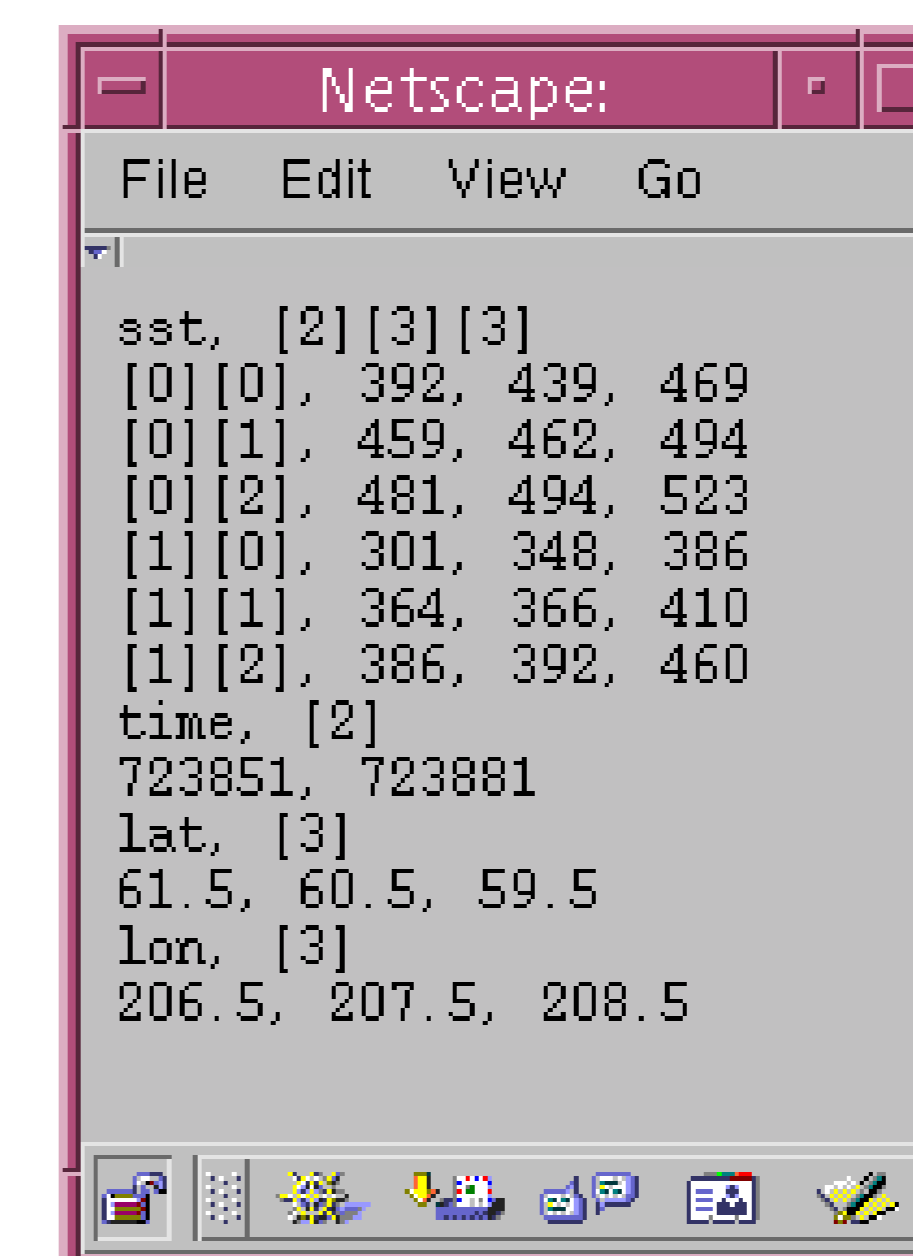 Netscape:
File Edit View Go
sst, [2][3][3]
[0][0], 392, 439, 469
[0][1], 459, 462, 494
[0][2], 481, 494, 523
[1][0], 301, 348, 386
[1][1], 364, 366, 410
[1][2], 386, 392, 460
time, [2]
723851, 723881
lat, [3]
61.5, 60.5, 59.5
lon, [3]
206.5, 207.5, 208.5